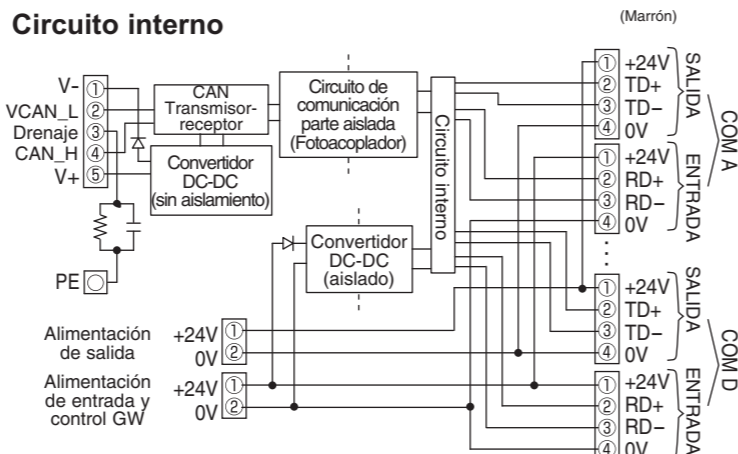 Circuito interno
(Marrón)
V-
VCAN_L
Drenaje
CAN_H
V+
①
②
③
④
⑤
PE
CAN
Transmisor-
receptor
Convertidor
DC-DC
(sin aislamiento)
Circuito de
comunicación
parte aislada
(Fotoacoplador)
Circuito interno
Convertidor
DC-DC
(aislado)
Alimentación
de salida
+24V ①
0V ②
Alimentación
de entrada y
control GW
+24V ①
0V ②
① +24V
② TD+
③ TD−
④ 0V
SALIDA
① +24V
② RD+
③ RD−
④ 0V
ENTRADA
COM A
① +24V
② TD+
③ TD−
④ 0V
SALIDA
① +24V
② RD+
③ RD−
④ 0V
ENTRADA
COM D